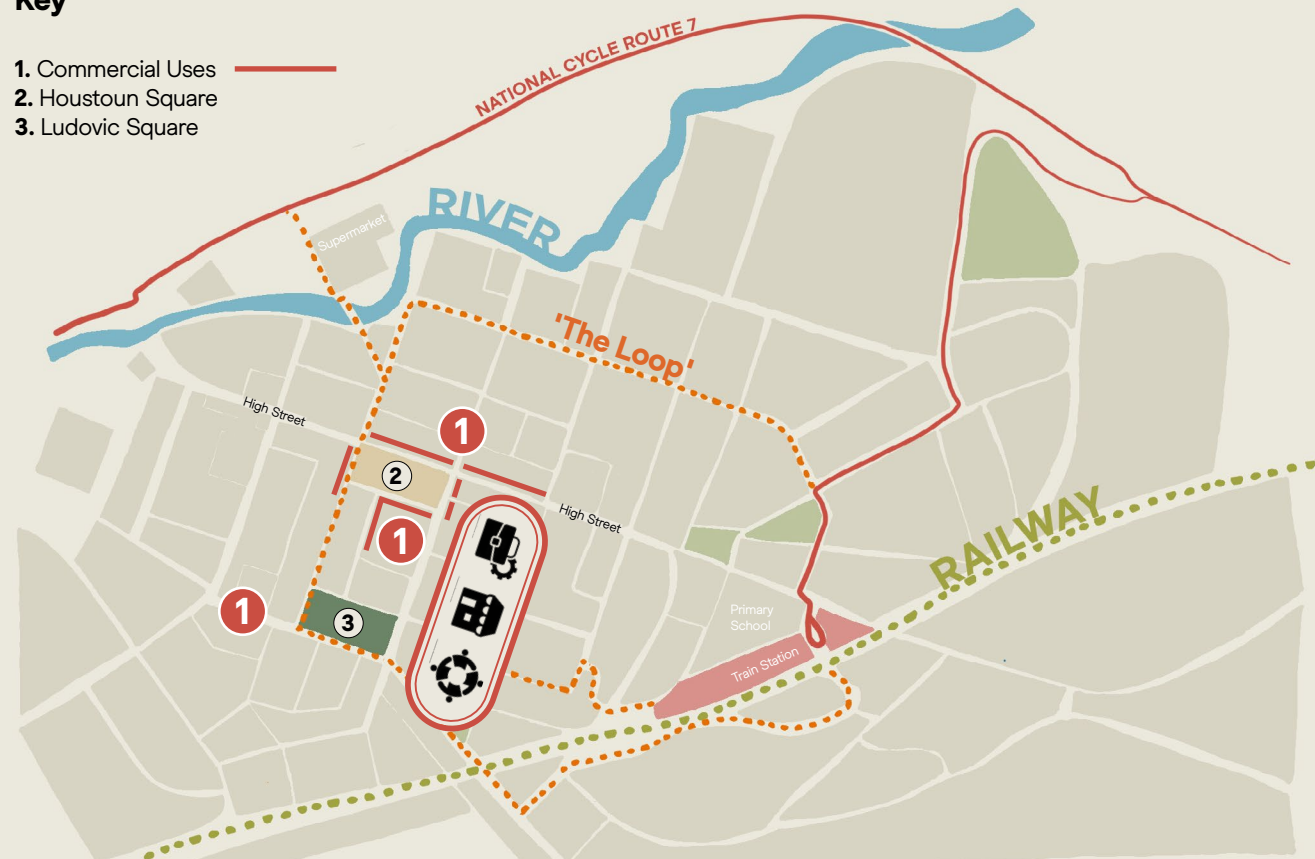 Key
1. Commercial Uses
2. Houstoun Square
3. Ludovic Square
NATIONAL CYCLE ROUTE 7
RIVER
Supermarket
'The Loop'
High Street
1
2
High Street
1
RAILWAY
1
3
Primary
School
Train Station